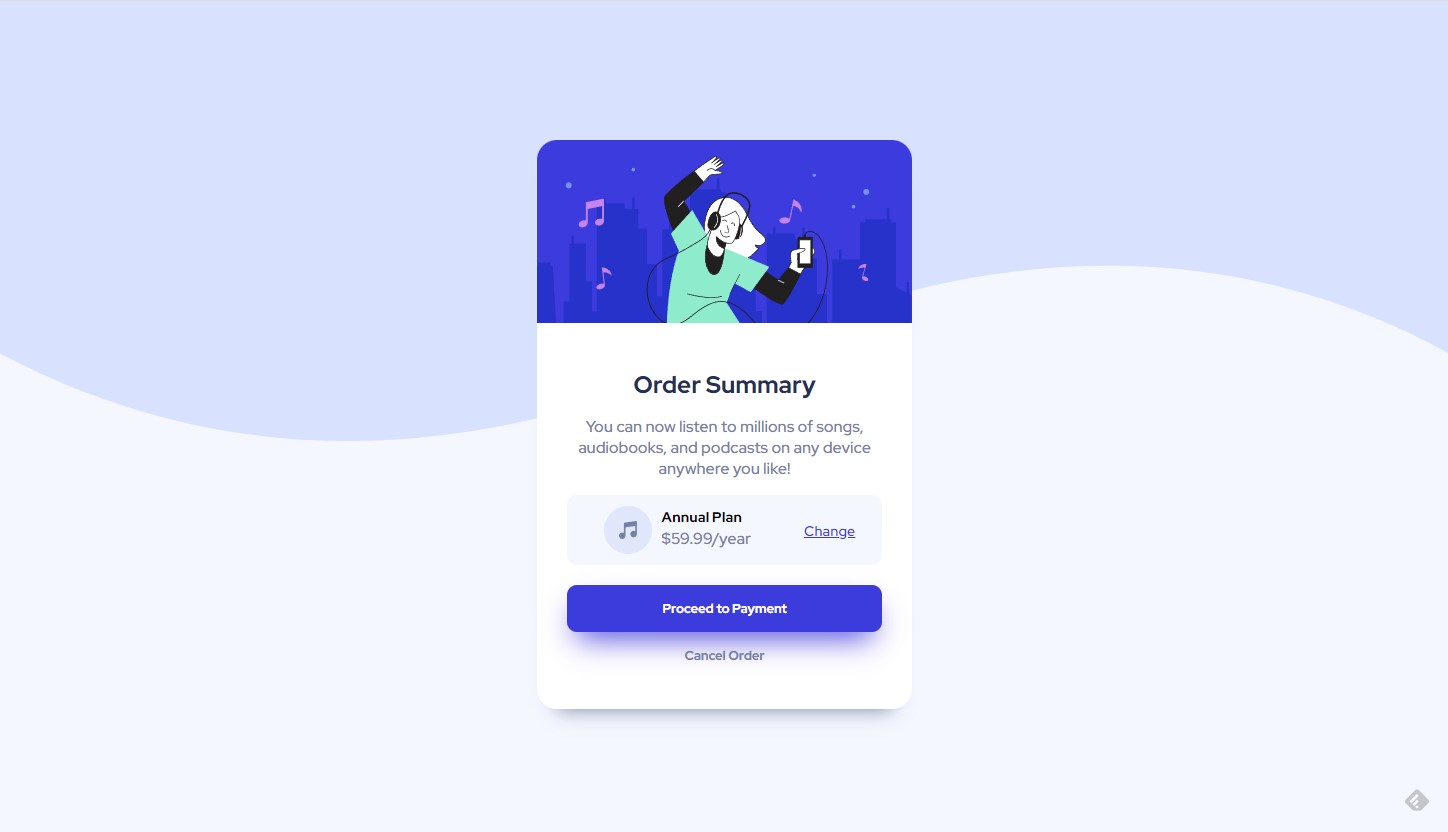 Order Summary
You can now listen to millions of songs,
audiobooks, and podcasts on any device
anywhere you like!
Annual Plan
$59.99/year
Change
Proceed to Payment
Cancel Order